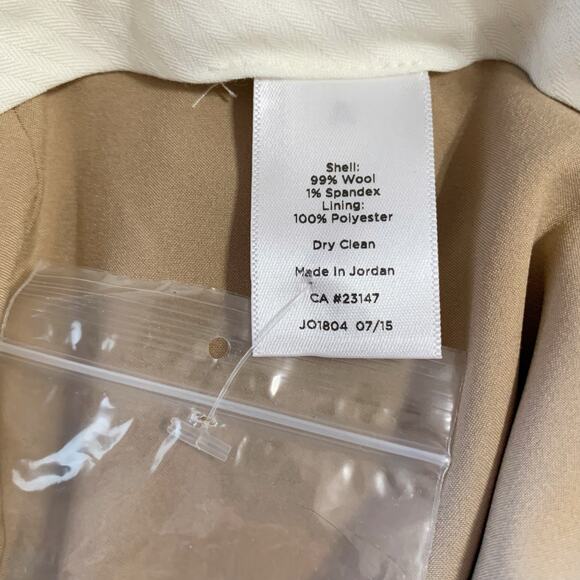 Shell:
99% Wool
1% Spandex
Lining:
100% Polyester
Dry Clean
Made In Jordan
CA #23147
JO1804 07/15